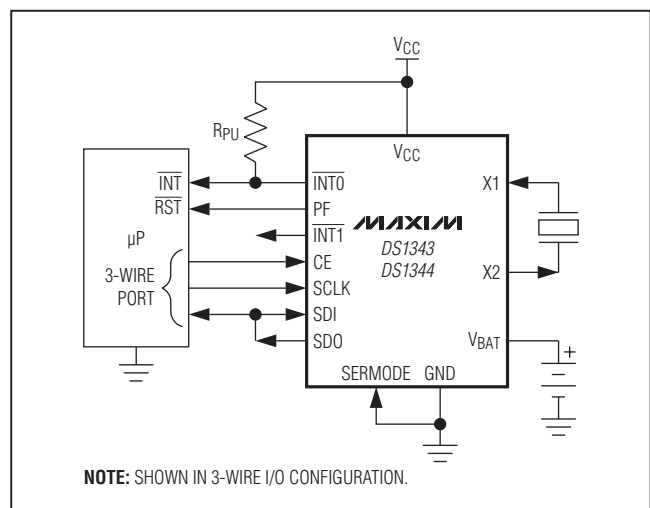 VCC
RPU
VCC
INT
INT0
X1
RST
PF
INT1
MAXIM
DS1343
DS1344
µP
CE
X2
3-WIRE
PORT
SCLK
SDI
SDO
VBAT
+
SERMODE GND
NOTE: SHOWN IN 3-WIRE I/O CONFIGURATION.